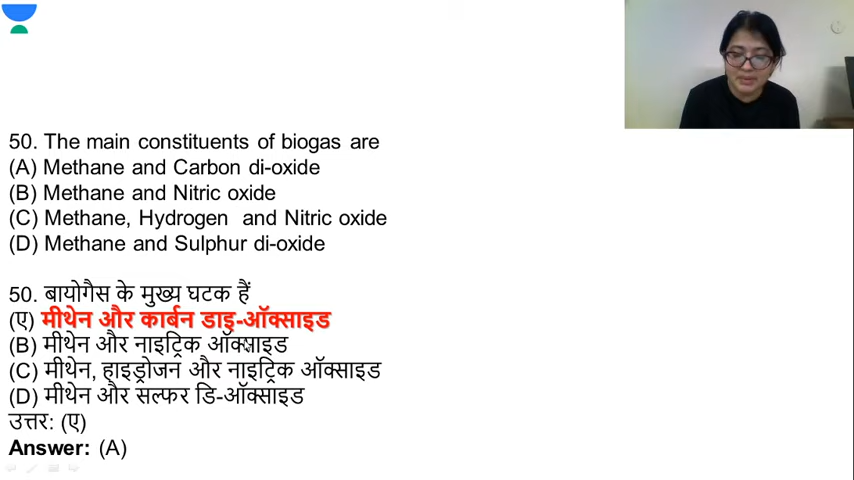 50. The main constituents of biogas are
(A) Methane and Carbon di-oxide
(B) Methane and Nitric oxide
(C) Methane, Hydrogen and Nitric oxide
(D) Methane and Sulphur di-oxide
50. बायोगैस के मुख्य घटक हैं
(ए) मीथेन और कार्बन डाइ-ऑक्साइड
(B) मीथेन और नाइट्रिक ऑक्साइड
(C) मीथेन, हाइड्रोजन और नाइट्रिक ऑक्साइड
(D) मीथेन और सल्फर डि-ऑक्साइड
उत्तर: (ए)
Answer: (A)